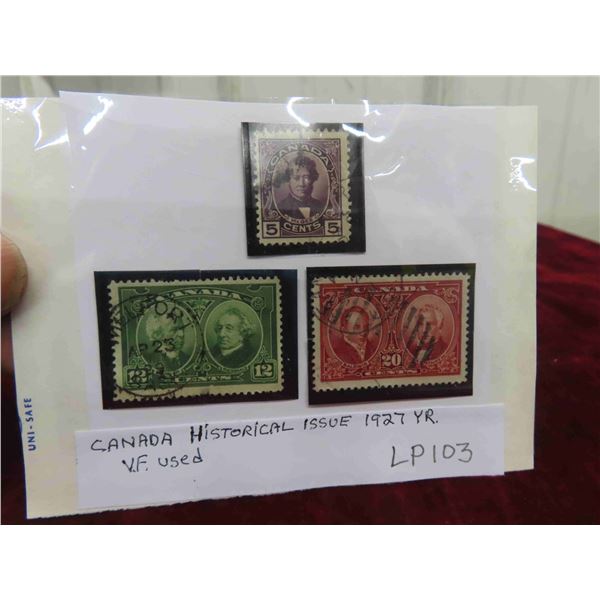 CANADA
5 CENTS 5
CANADA
12 CENTS 12
CANADA
20
CENTS
UNI-SAFE
CANADA HISTORICAL ISSUE 1927 YR.
V.F. used
LP103